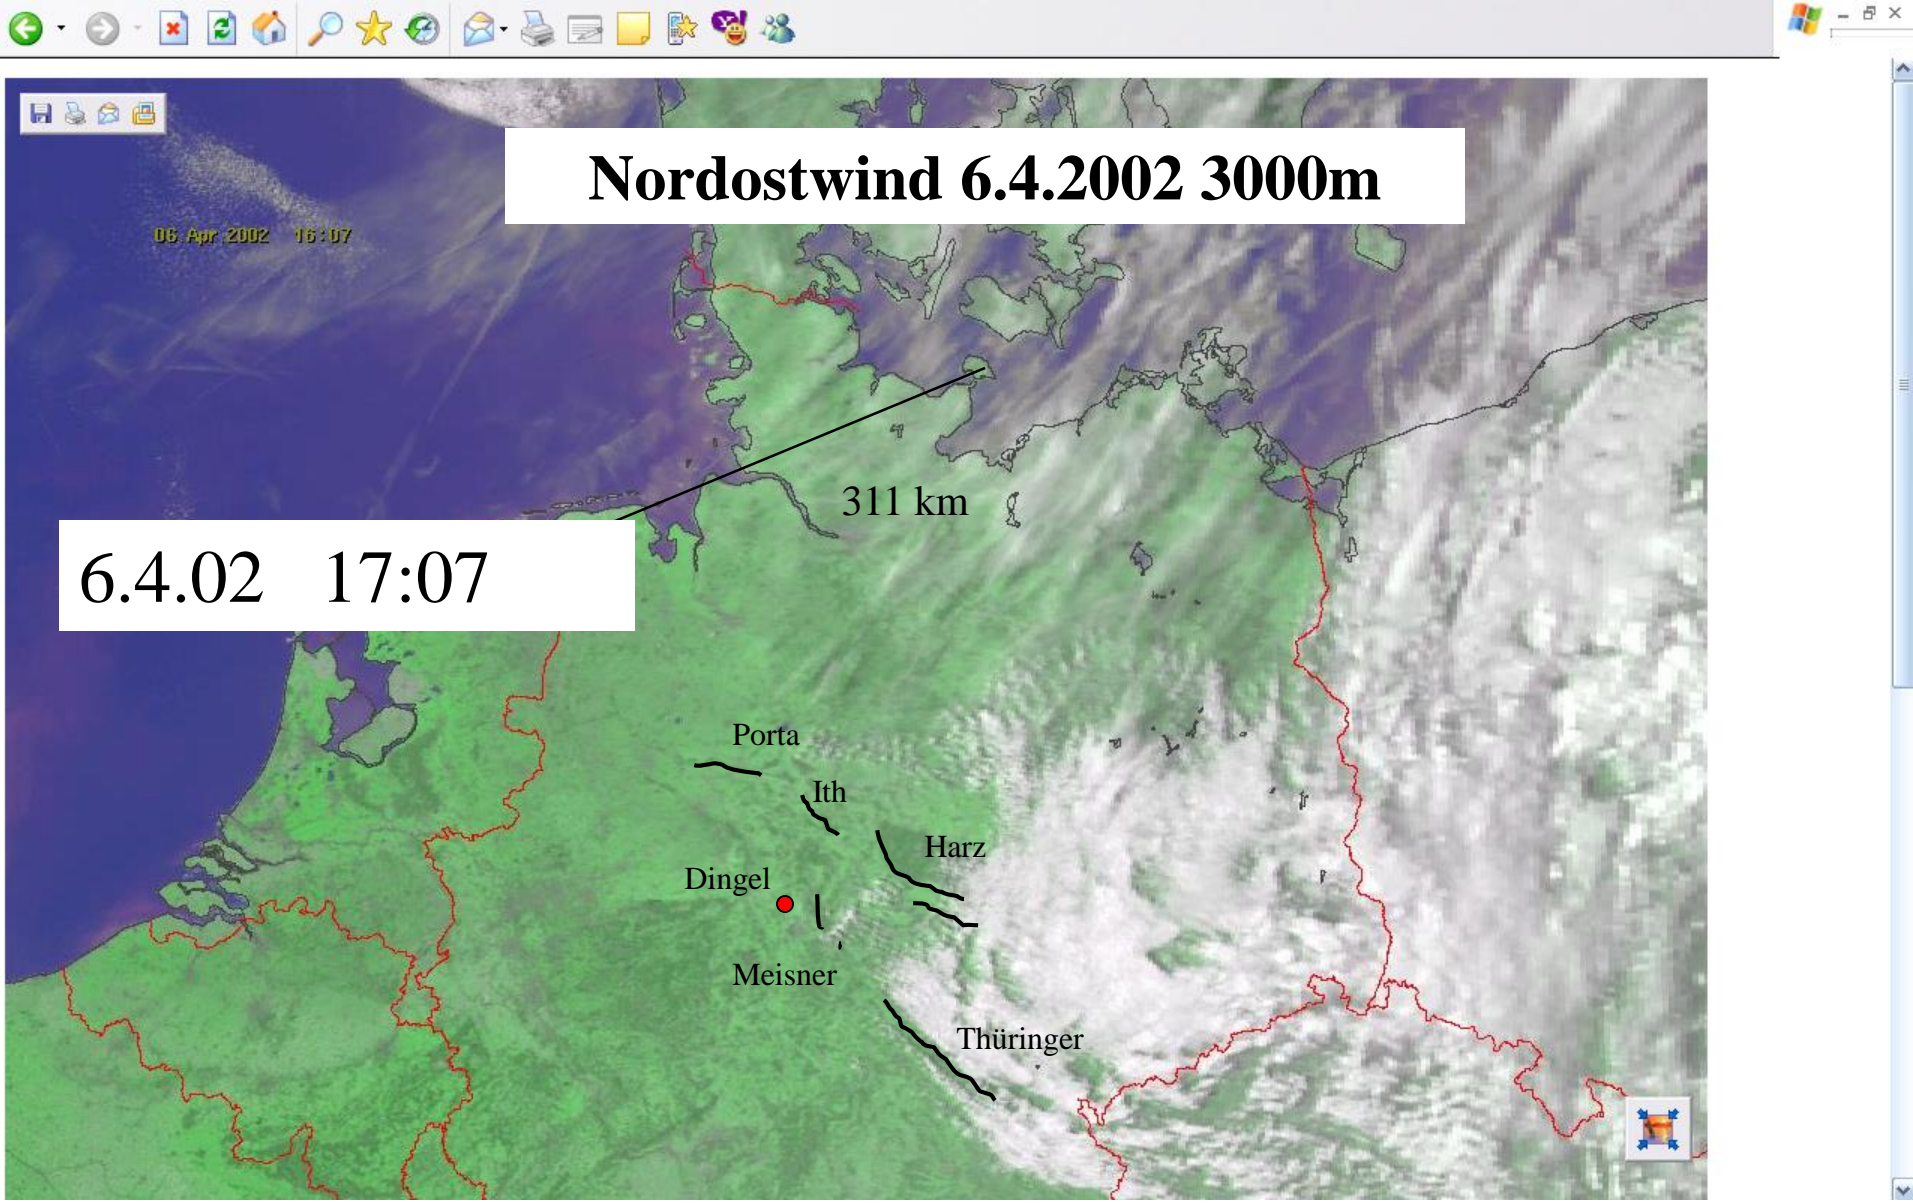 Nordostwind 6.4.2002 3000m
06 Apr 2002 16:07
311 km
6.4.02 17:07
Porta
Ith
Harz
Dingel
Meisner
Thüringer